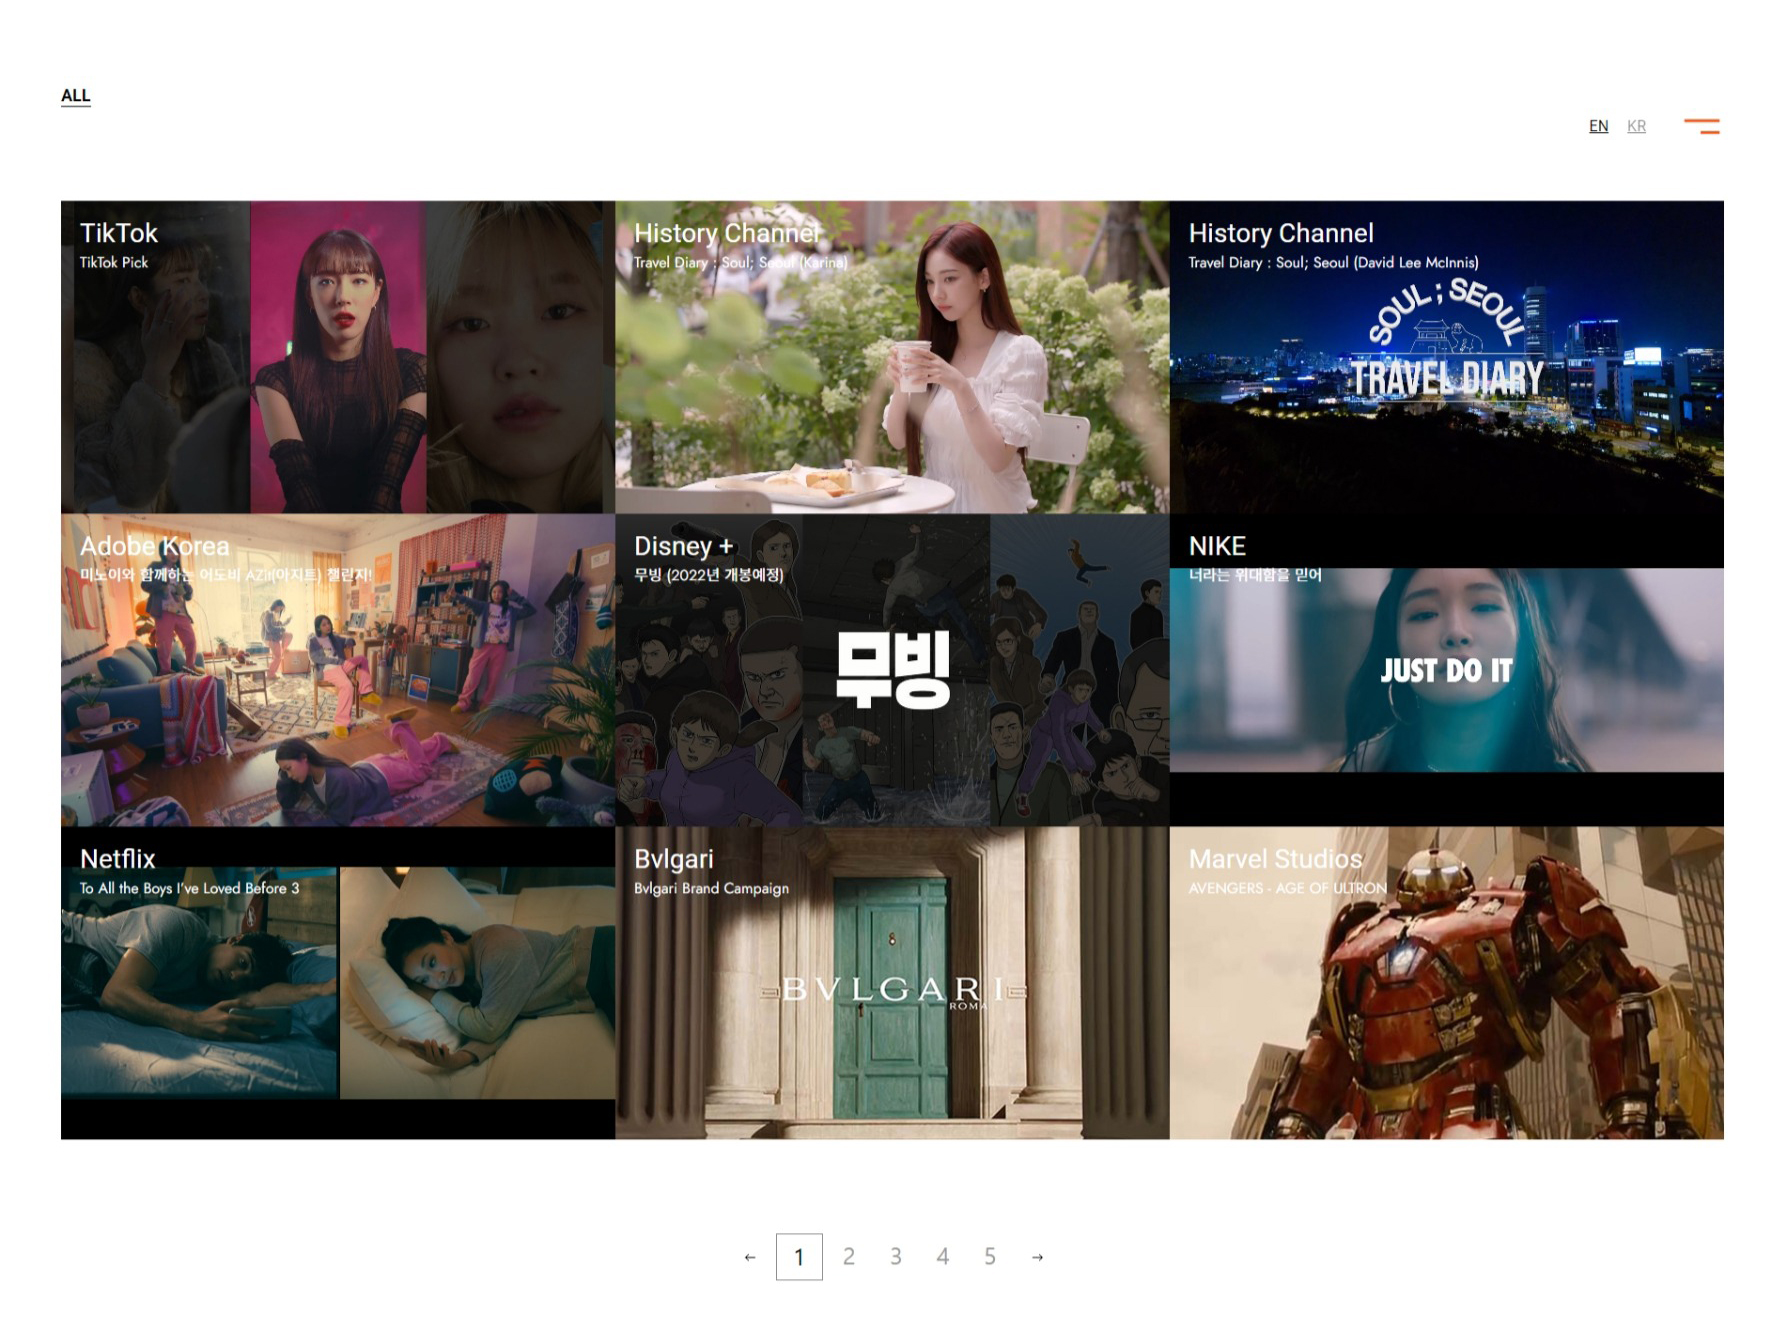 ALL
EN KR
TikTok
TikTok Pick
History Channel
Travel Diary : Soul; Seoul (Karina)
History Channel
Travel Diary : Soul; Seoul (David Lee McInnis)
SOUL ; SEOUL
TRAVEL DIARY
Adobe Korea
미노이와 함께하는 어도비 AZit(아지트) 챌린지!
Disney +
무빙 (2022년 개봉예정)
무빙
NIKE
너라는 위대함을 믿어
JUST DO IT
Netflix
To All the Boys I've Loved Before 3
Bvlgari
Bvlgari Brand Campaign
BVLGARI
ROMA
Marvel Studios
AVENGERS - AGE OF ULTRON
← 1 2 3 4 5 →